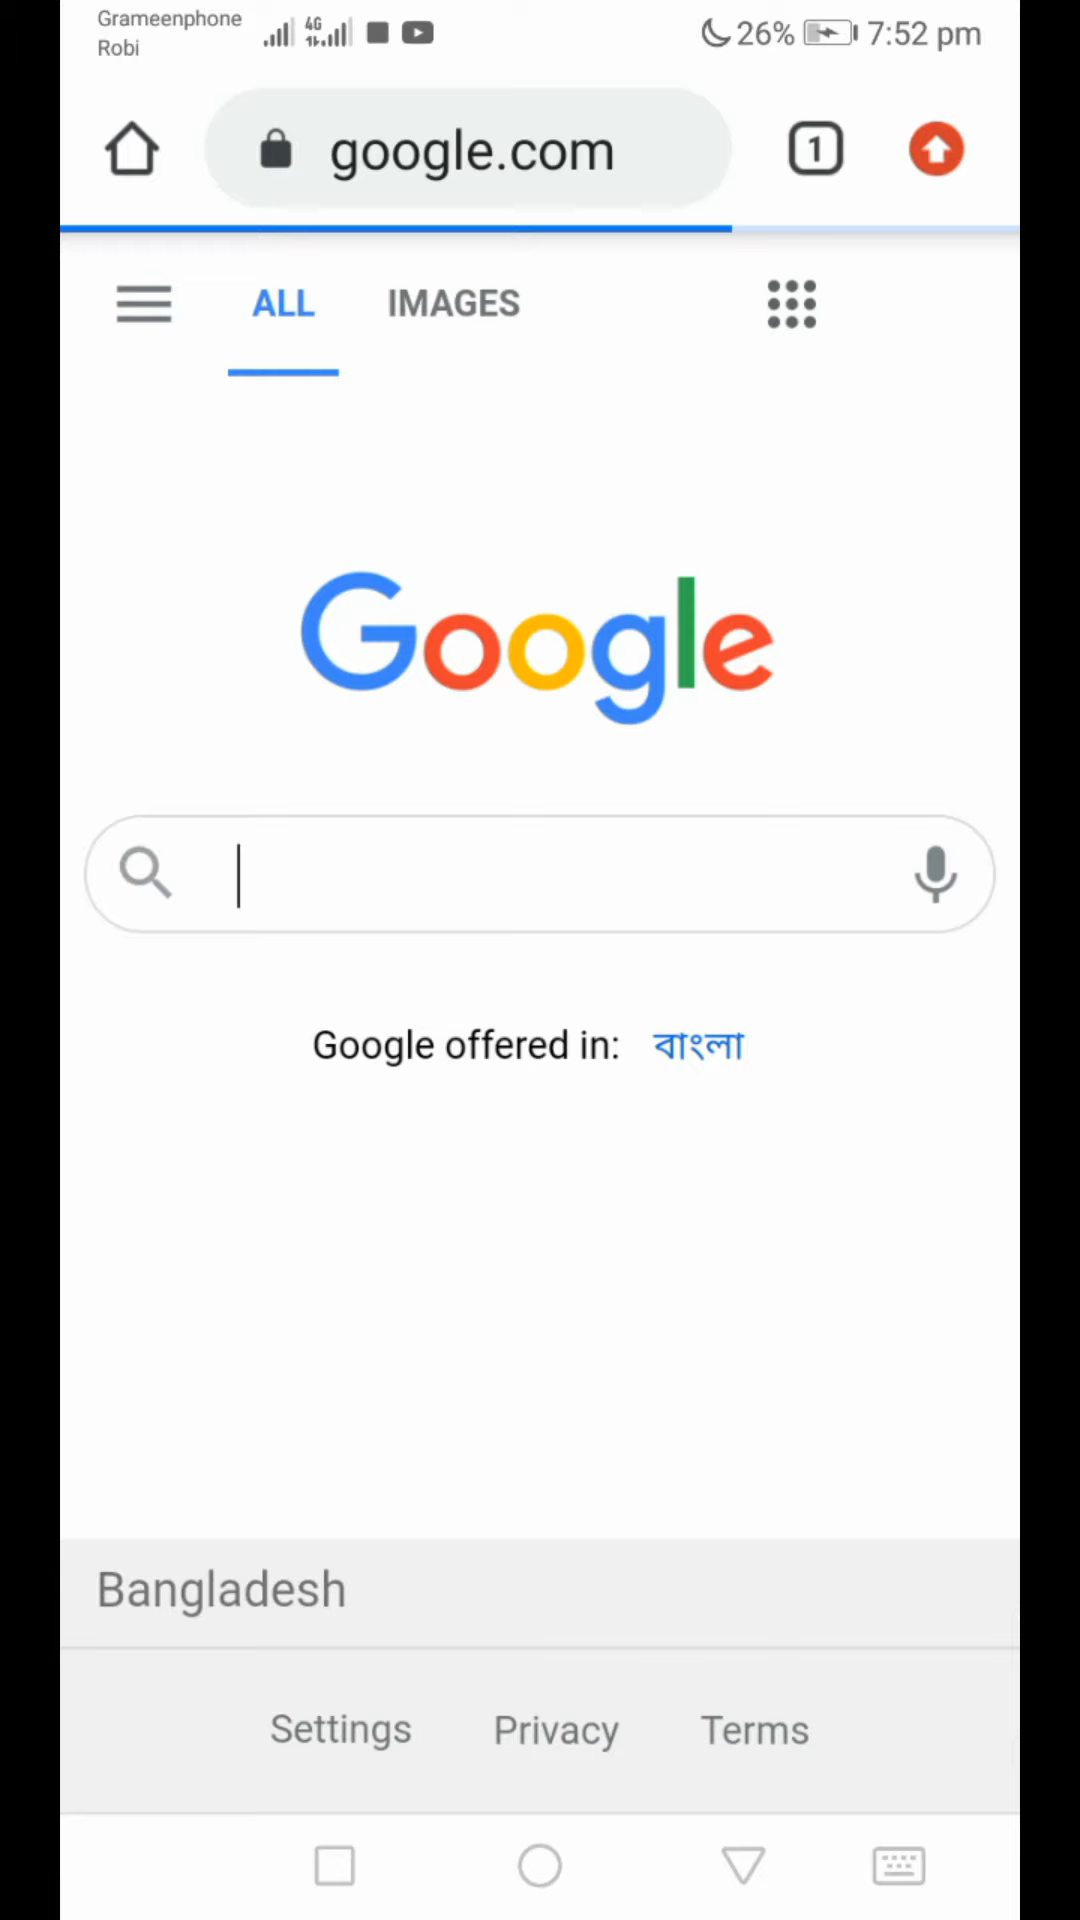 Grameenphone
Robi
4G
26%
7:52 pm
google.com
1
ALL IMAGES
Google
Google offered in: বাংলা
Bangladesh
Settings Privacy Terms